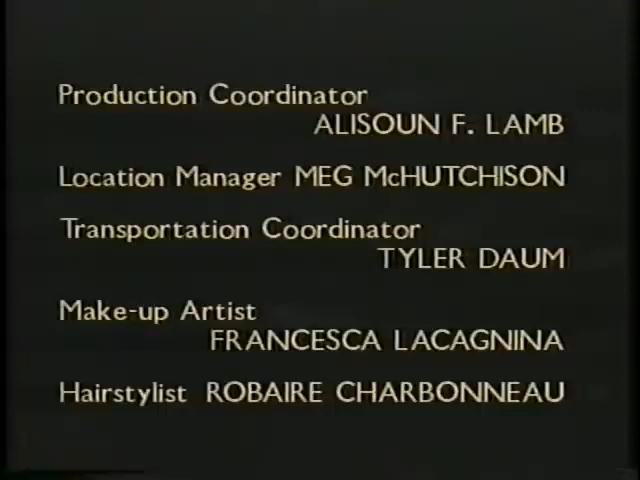 Production Coordinator
ALISOUN F. LAMB
Location Manager MEG McHUTCHISON
Transportation Coordinator
TYLER DAUM
Make-up Artist
FRANCESCA LACAGNINA
Hairstylist ROBAIRE CHARBONNEAU